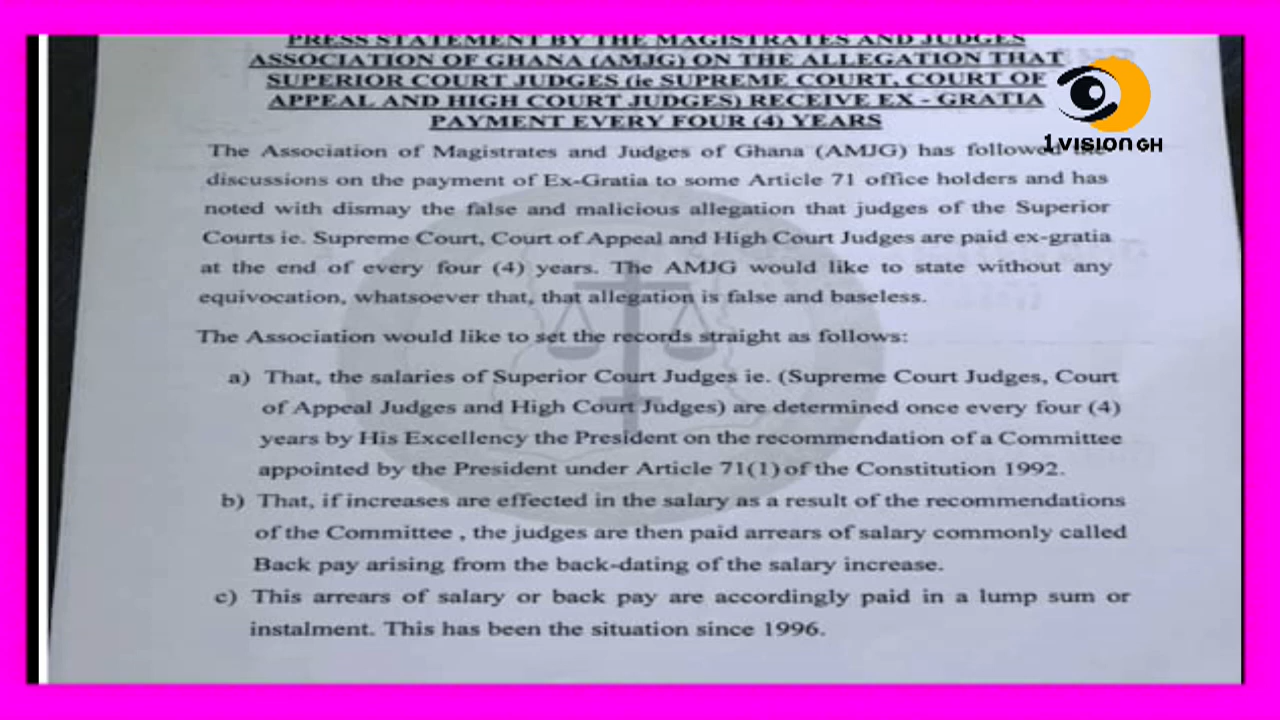 PRESS STATEMENT BY THE MAGISTRATES AND JUDGES
ASSOCIATION OF GHANA (AMJG) ON THE ALLEGATION THAT
SUPERIOR COURT JUDGES (ie SUPREME COURT, COURT OF
APPEAL AND HIGH COURT JUDGES) RECEIVE EX - GRATIA
PAYMENT EVERY FOUR (4) YEARS
1VISION GH
The Association of Magistrates and Judges of Ghana (AMJG) has followed the
discussions on the payment of Ex-Gratia to some Article 71 office holders and has
noted with dismay the false and malicious allegation that judges of the Superior
Courts ie. Supreme Court, Court of Appeal and High Court Judges are paid ex-gratia
at the end of every four (4) years. The AMJG would like to state without any
equivocation, whatsoever that, that allegation is false and baseless.
The Association would like to set the records straight as follows:
a) That, the salaries of Superior Court Judges ie. (Supreme Court Judges, Court
of Appeal Judges and High Court Judges) are determined once every four (4)
years by His Excellency the President on the recommendation of a Committee
appointed by the President under Article 71(1) of the Constitution 1992.
b) That, if increases are effected in the salary as a result of the recommendations
of the Committee , the judges are then paid arrears of salary commonly called
Back pay arising from the back-dating of the salary increase.
c) This arrears of salary or back pay are accordingly paid in a lump sum or
instalment. This has been the situation since 1996.